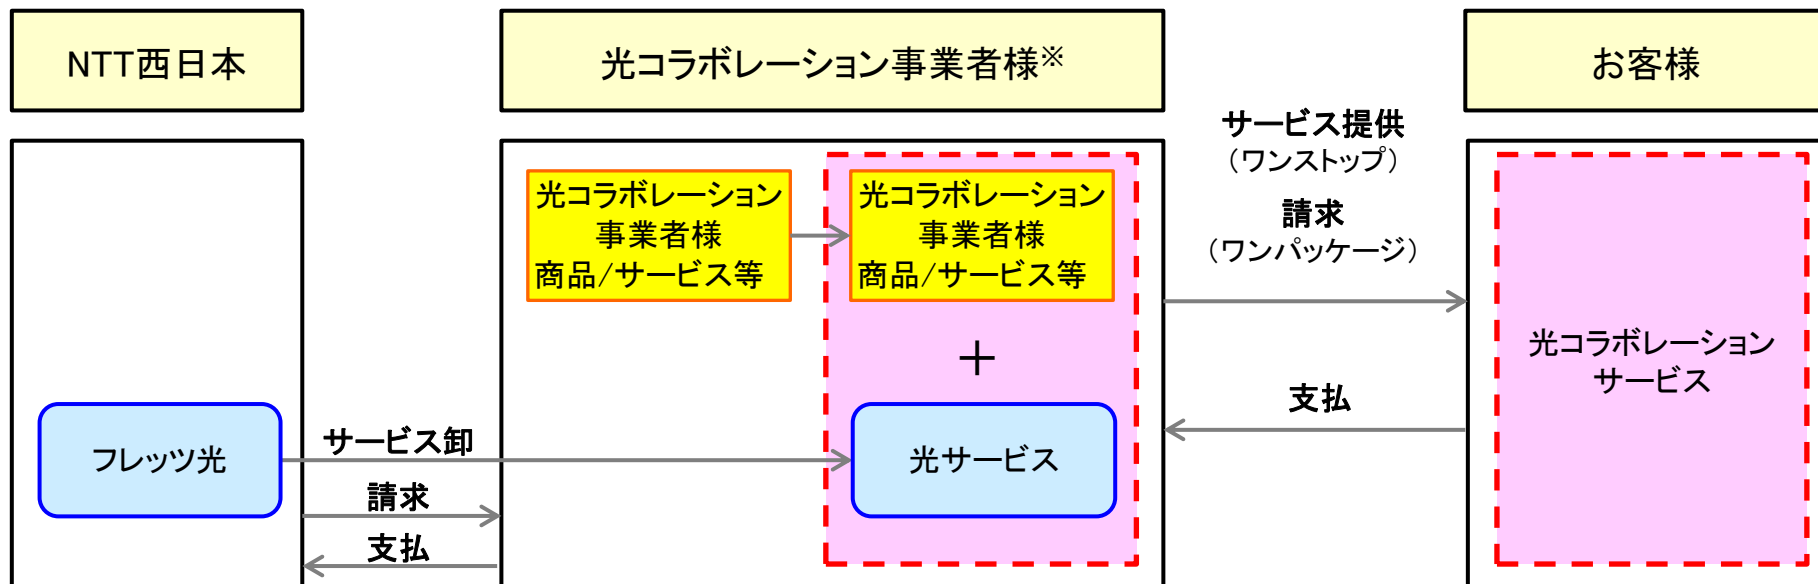 NTT西日本
光コラボレーション事業者様※
お客様
サービス提供
（ワンストップ）
請求
（ワンパッケージ）
光コラボレーション
事業者様
商品/サービス等
光コラボレーション
事業者様
商品/サービス等
＋
光コラボレーション
サービス
支払
フレッツ光
サービス卸
光サービス
請求
支払